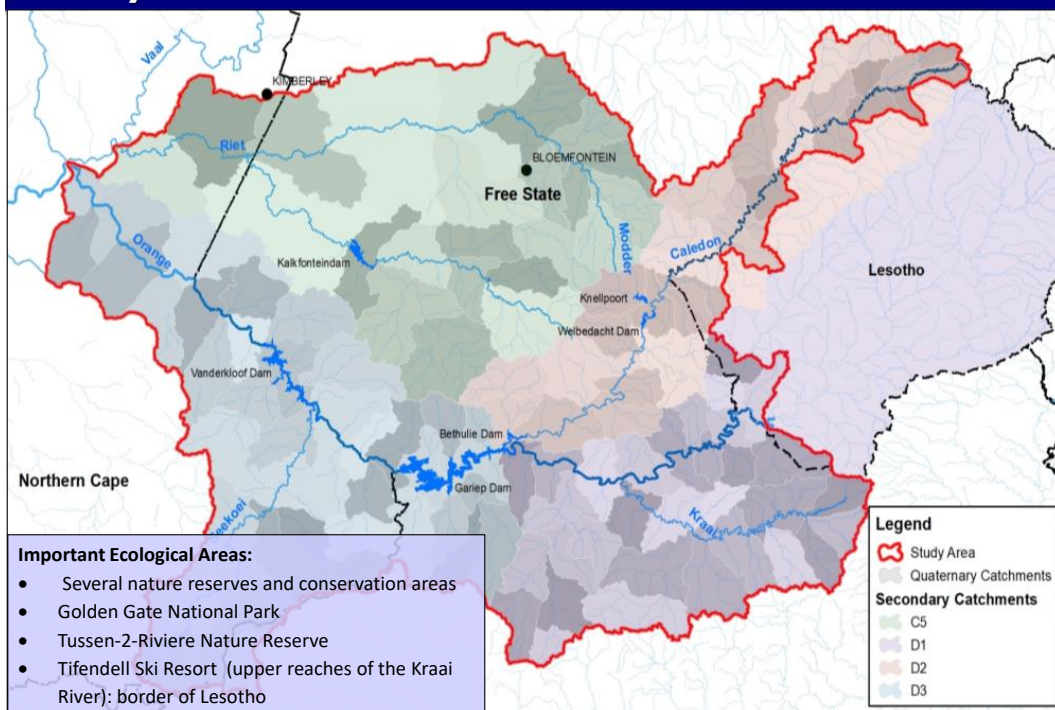 Vaal
KIMBERLEY
Riet
BLOEMFONTEIN
Free State
Modder
Caledon
Orange
Kalkfonteindam
Lesotho
Knellpoort
Welbedacht Dam
Vanderkloof Dam
Bethulie Dam
Gariep Dam
Northern Cape
Kraai
Important Ecological Areas:
• Several nature reserves and conservation areas
• Golden Gate National Park
• Tussen-2-Riviere Nature Reserve
• Tifendell Ski Resort (upper reaches of the Kraai
River): border of Lesotho
Legend
Study Area
Quaternary Catchments
Secondary Catchments
C5
D1
D2
D3